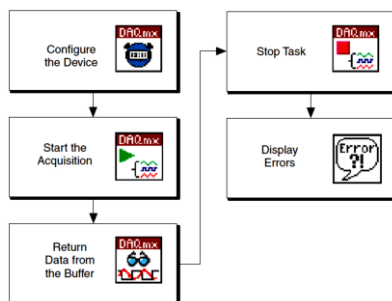 Configure
the Device
DAQmx
Start the
Acquisition
DAQmx
Return
Data from
the Buffer
DAQmx
Stop Task
DAQmx
Display
Errors
Error
?!